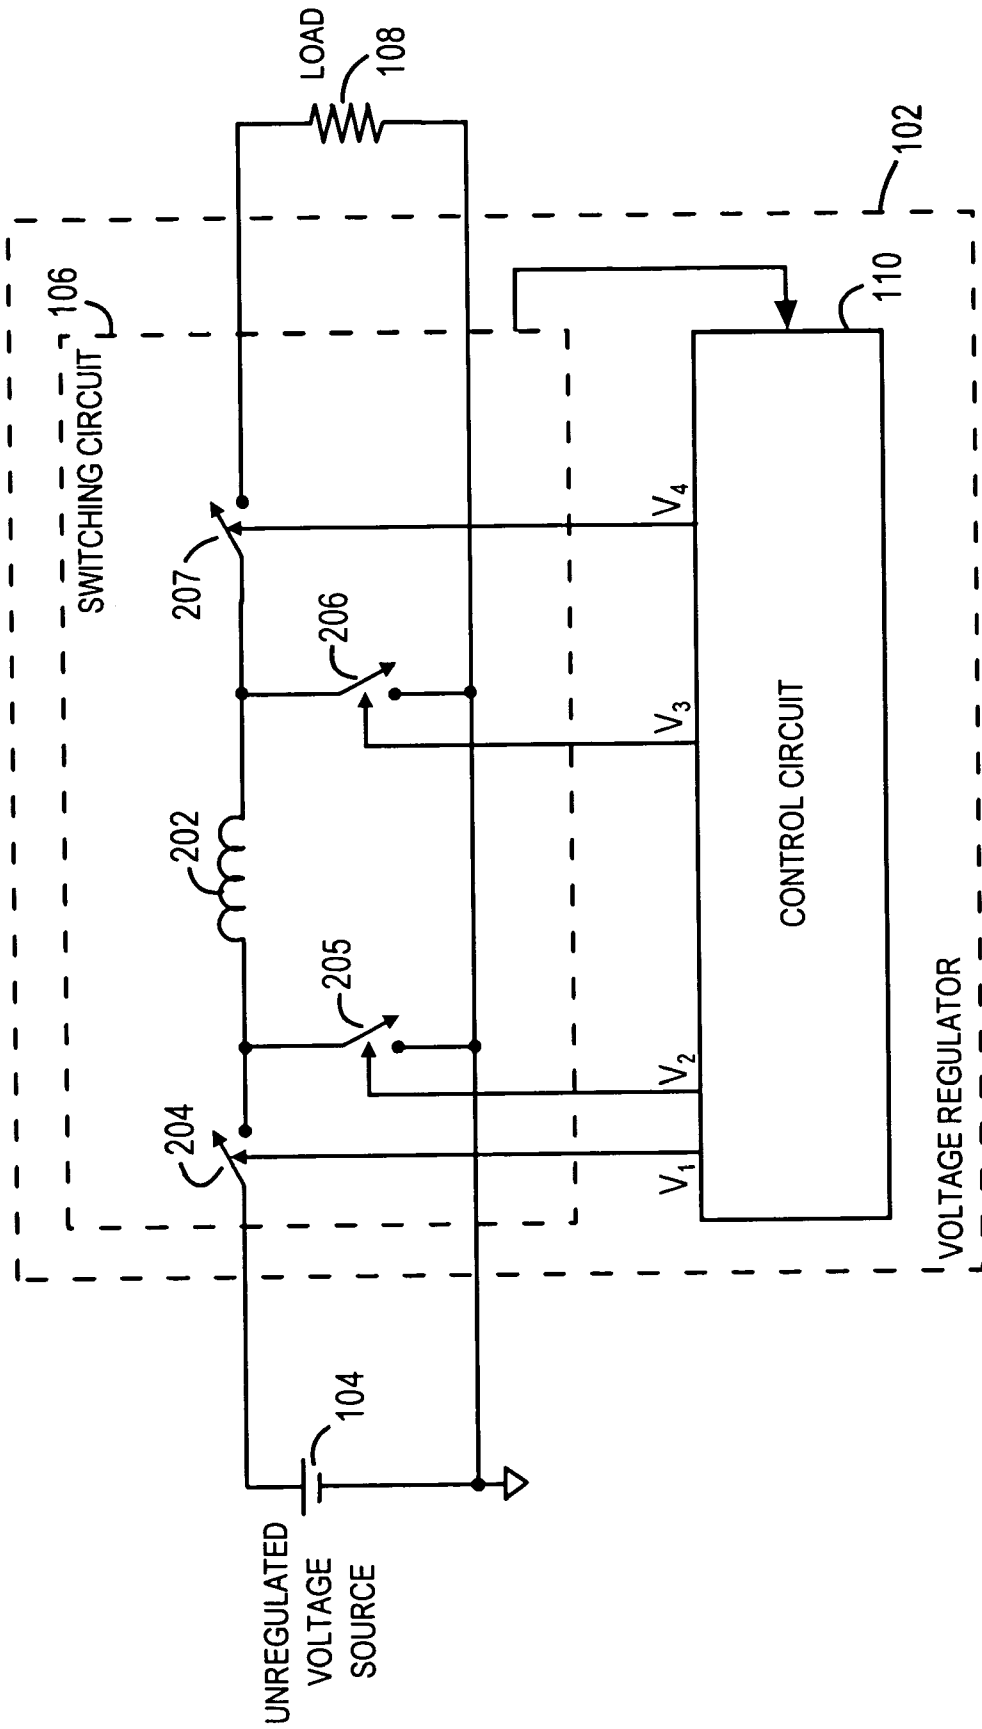 102
106
SWITCHING CIRCUIT
204
202
207
LOAD
108
205
206
UNREGULATED
VOLTAGE
SOURCE
104
V1
V2
V3
V4
110
CONTROL CIRCUIT
VOLTAGE REGULATOR